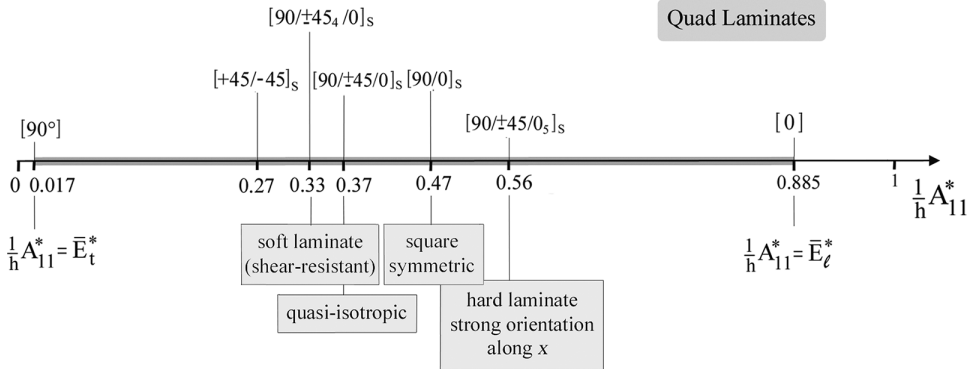 [90/±45₄/0]ₛ
Quad Laminates
[+45/-45]ₛ
[90/±45/0]ₛ
[90/0]ₛ
[90°]
[90/±45/0₅]ₛ
[0]
0
0.017
0.27
0.33
0.37
0.47
0.56
0.885
1
1/h A*₁₁
1/h A*₁₁ = Ē*ₜ
soft laminate
(shear-resistant)
square
symmetric
1/h A*₁₁ = Ē*ℓ
quasi-isotropic
hard laminate
strong orientation
along x